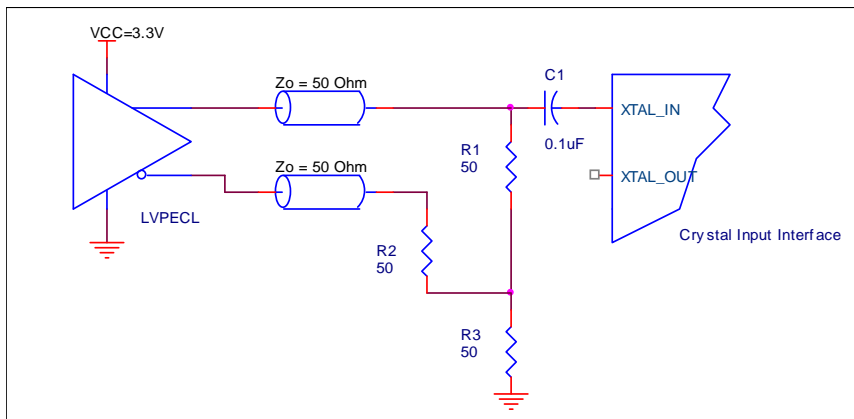 VCC=3.3V
Zo = 50 Ohm
C1
0.1uF
XTAL_IN
R1
50
Zo = 50 Ohm
XTAL_OUT
LVPECL
Crystal Input Interface
R2
50
R3
50